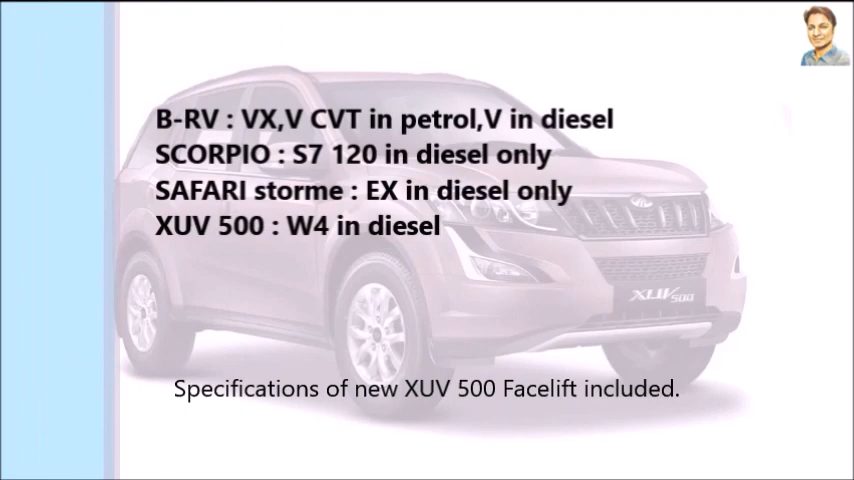 B-RV : VX,V CVT in petrol,V in diesel
SCORPIO : S7 120 in diesel only
SAFARI storme : EX in diesel only
XUV 500 : W4 in diesel
XUV500
Specifications of new XUV 500 Facelift included.